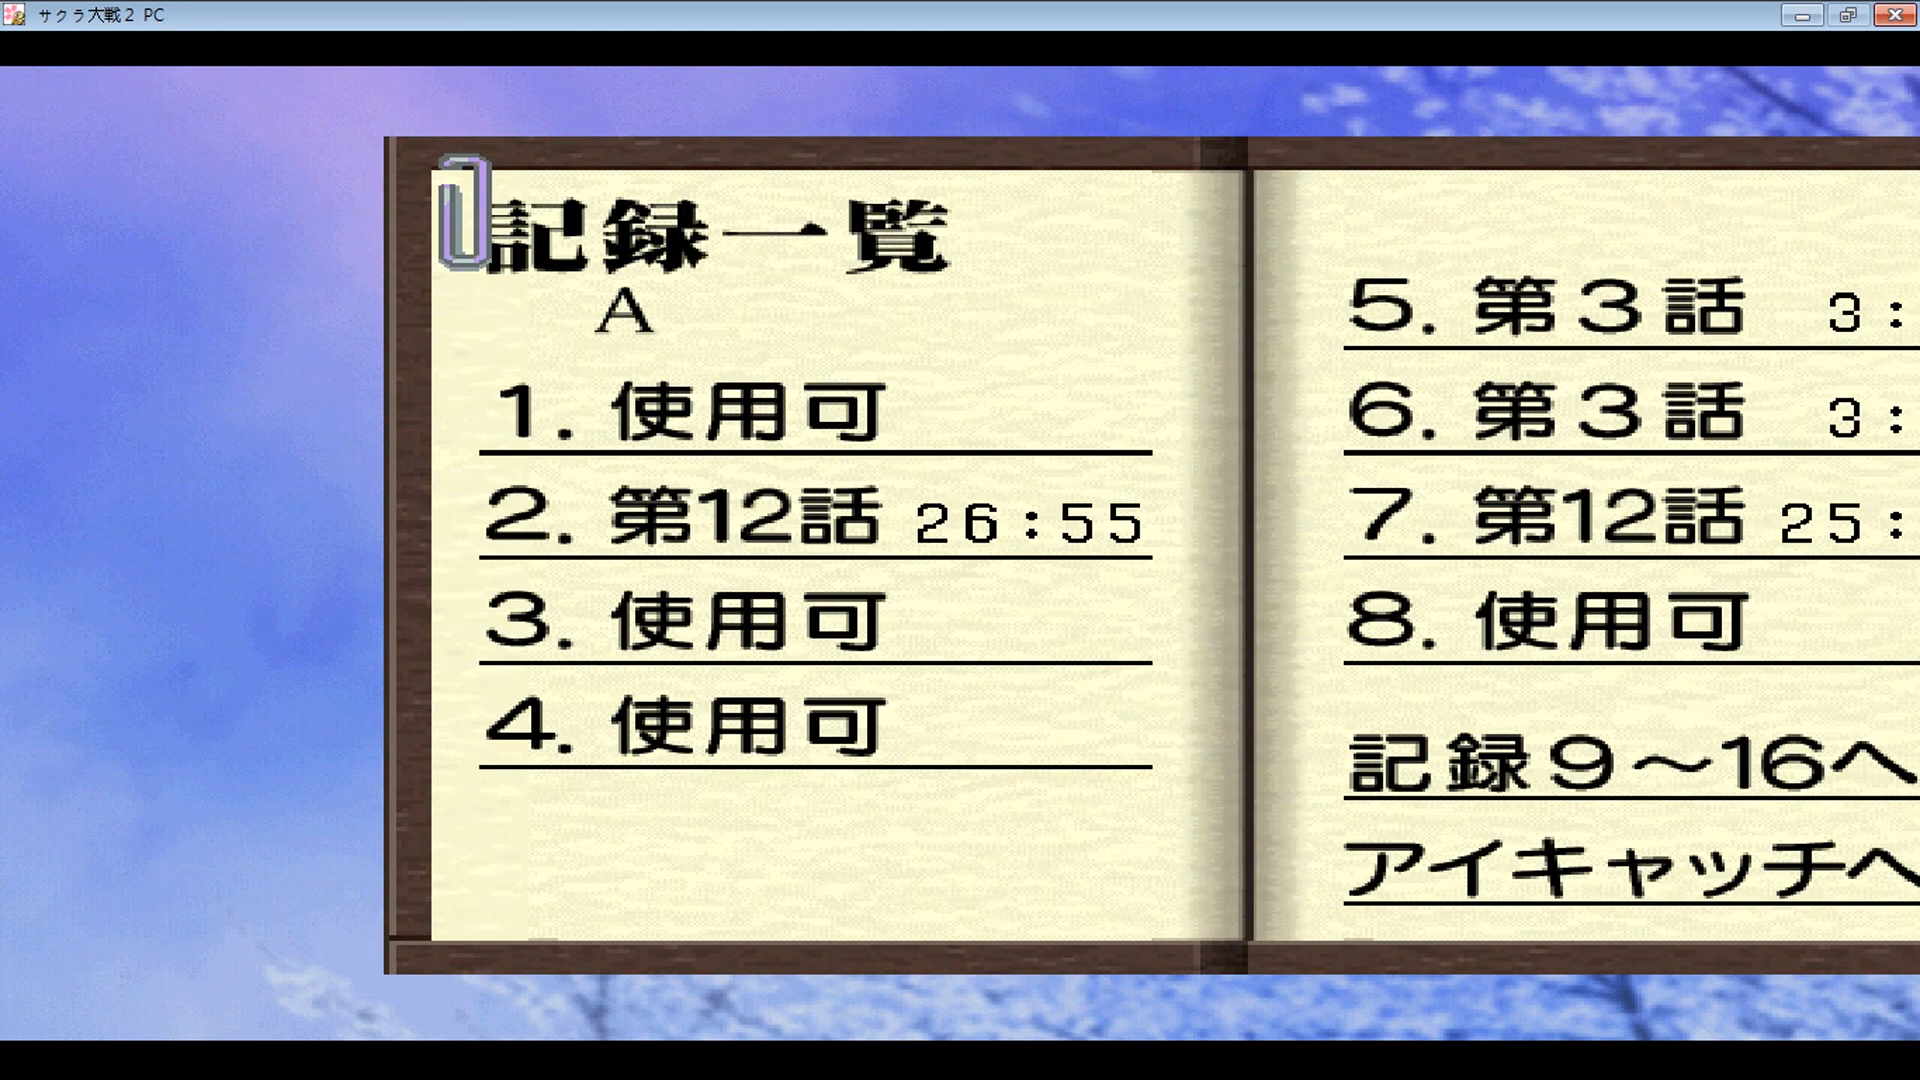 サクラ大戦2 PC
記録一覧
A
1. 使用可
2. 第12話 26:55
3. 使用可
4. 使用可
5. 第3話 3:
6. 第3話 3:
7. 第12話 25:
8. 使用可
記録9～16へ
アイキャッチへ